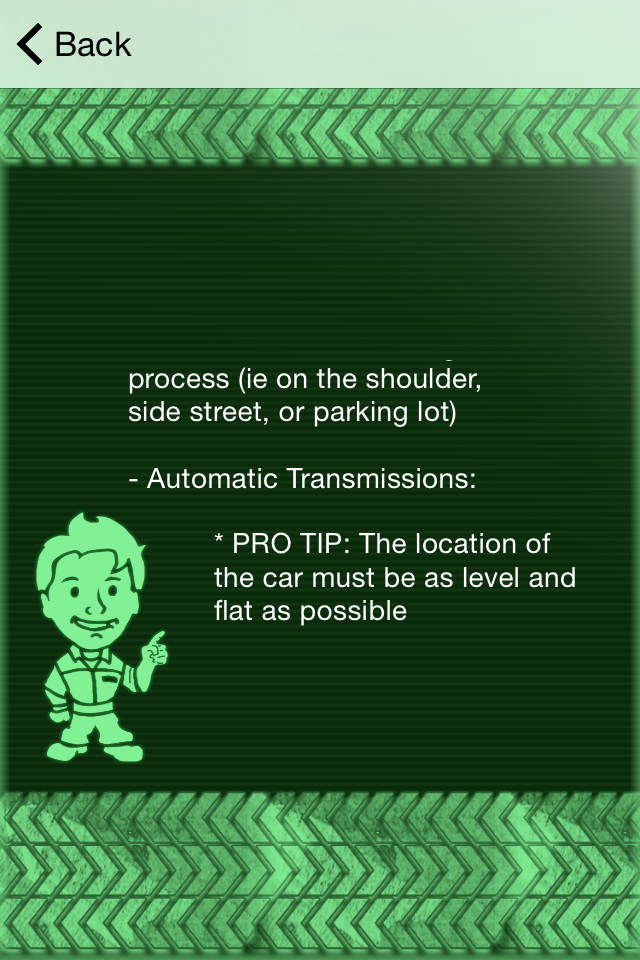 Back
process (ie on the shoulder,
side street, or parking lot)
- Automatic Transmissions:
* PRO TIP: The location of
the car must be as level and
flat as possible